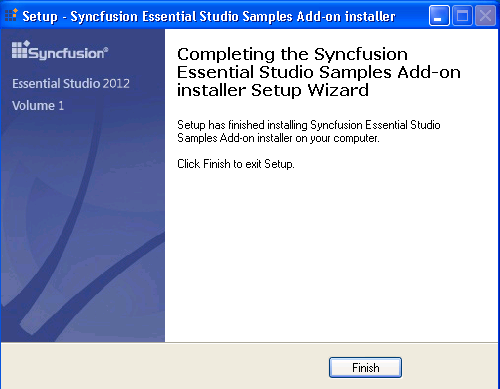 Setup - Syncfusion Essential Studio Samples Add-on installer
Syncfusion®
Essential Studio 2012
Volume 1
Completing the Syncfusion
Essential Studio Samples Add-on
installer Setup Wizard
Setup has finished installing Syncfusion Essential Studio
Samples Add-on installer on your computer.
Click Finish to exit Setup.
Finish